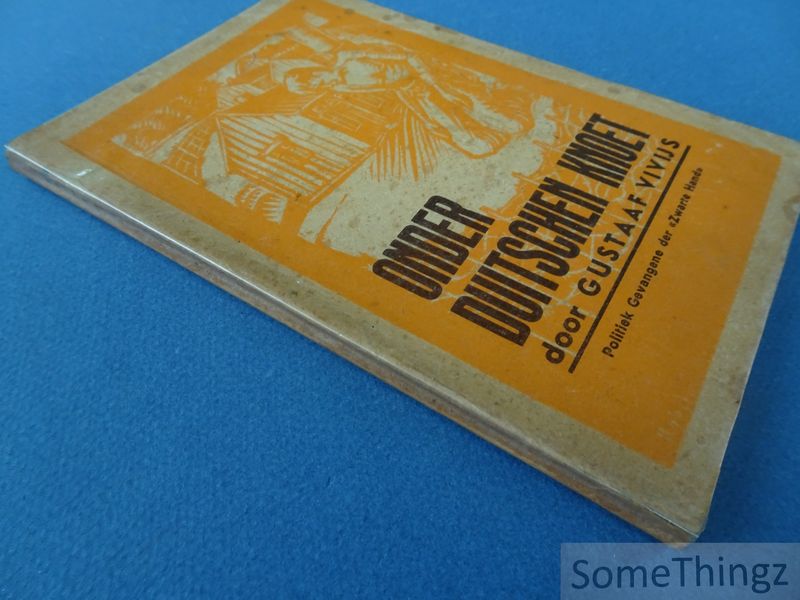 ONDER
DUITSCHEN KNOET
door GUSTAAF VIVIJS
Politiek Gevangene der «Zwarte Hand»
SomeThingz